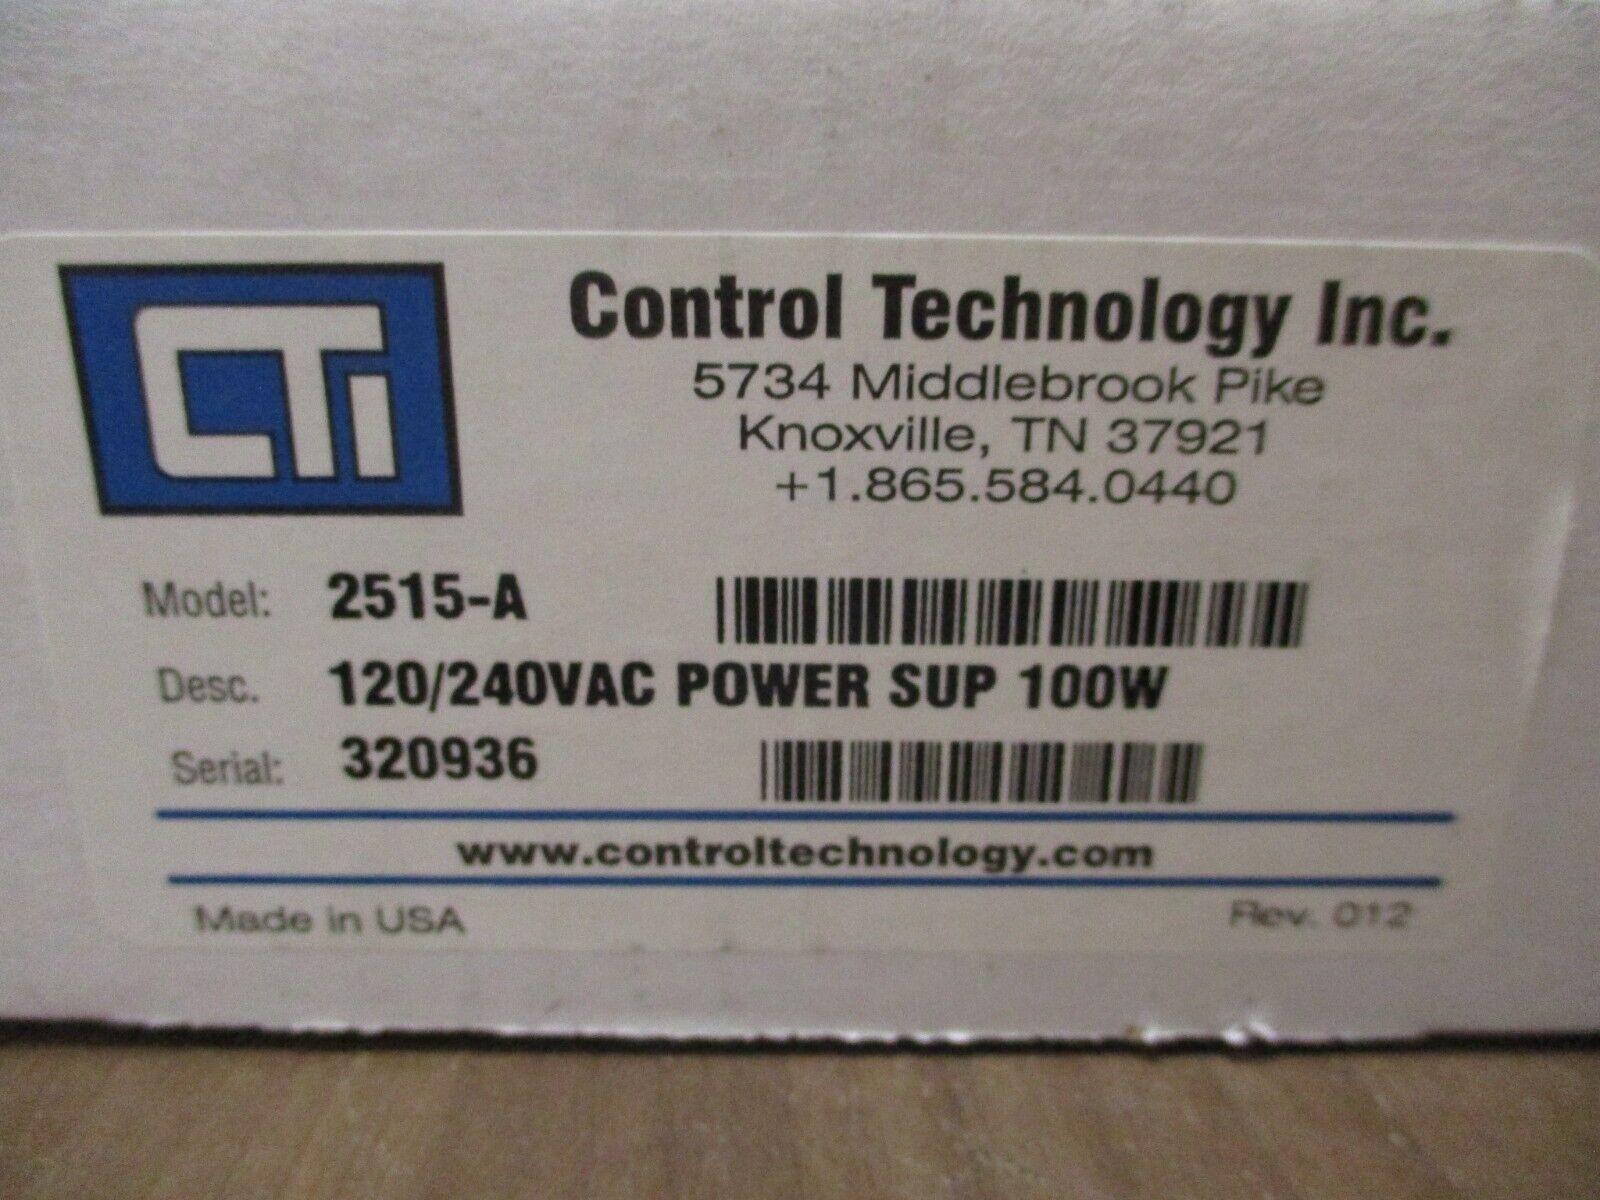 CTi
Control Technology Inc.
5734 Middlebrook Pike
Knoxville, TN 37921
+1.865.584.0440
Model: 2515-A
Desc. 120/240VAC POWER SUP 100W
Serial: 320936
www.controltechnology.com
Made in USA Rev. 012